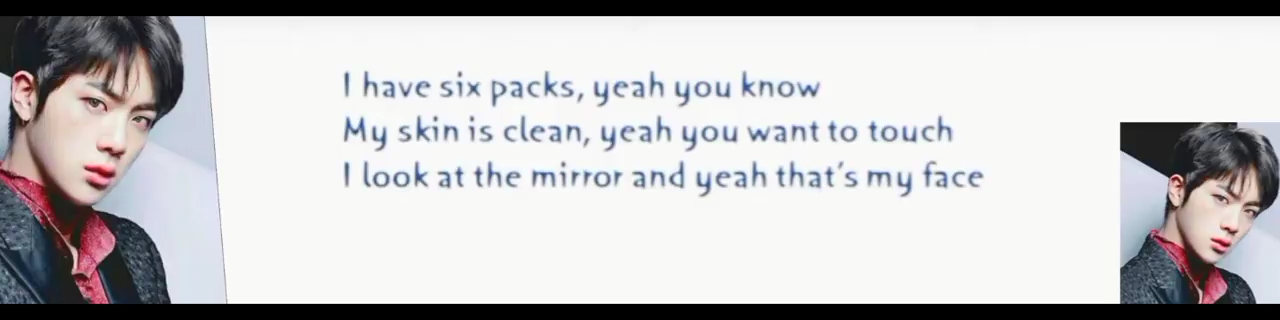 I have six packs, yeah you know
My skin is clean, yeah you want to touch
I look at the mirror and yeah that's my face